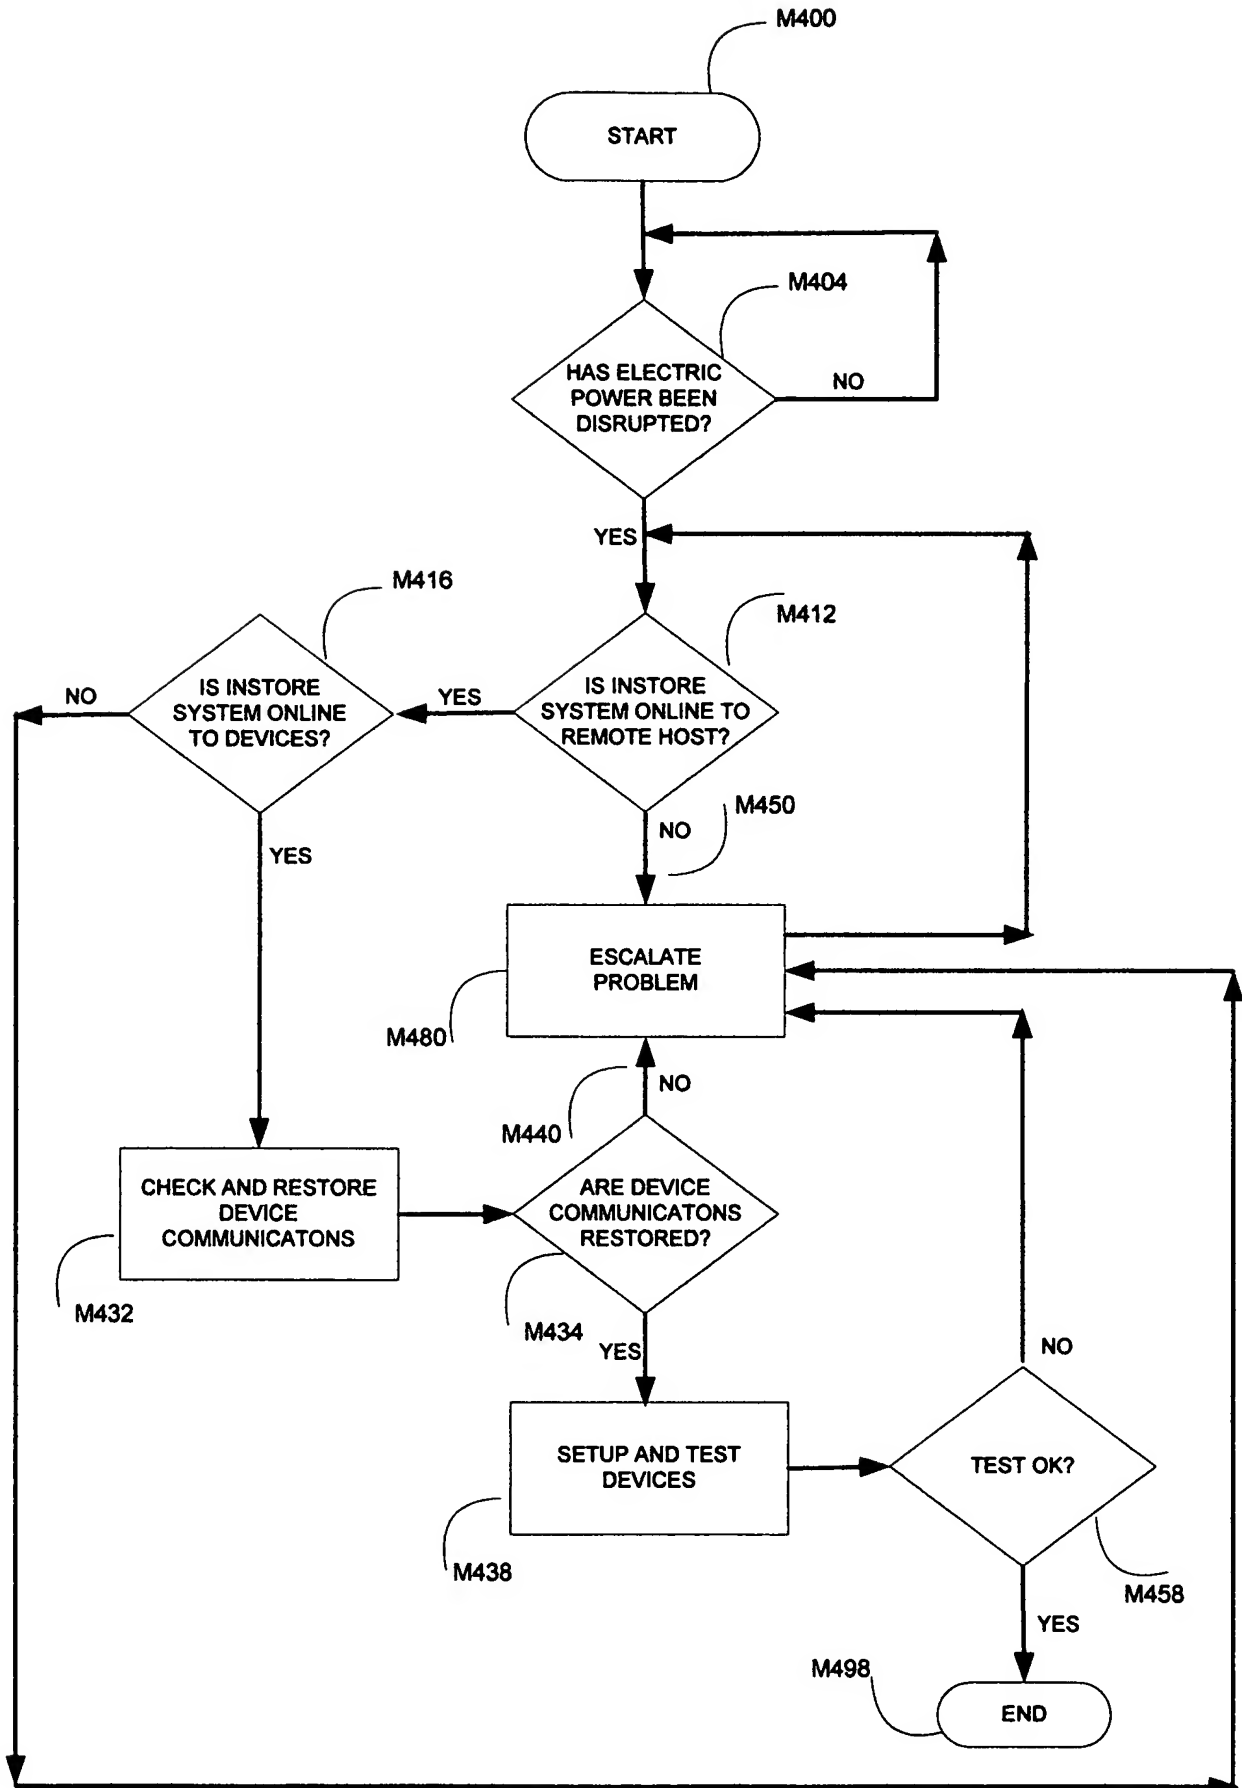 M400
START
M404
HAS ELECTRIC
POWER BEEN
DISRUPTED?
NO
YES
M416
M412
IS INSTORE
SYSTEM ONLINE
TO DEVICES?
NO
YES
IS INSTORE
SYSTEM ONLINE TO
REMOTE HOST?
M450
NO
YES
ESCALATE
PROBLEM
M480
NO
M440
CHECK AND RESTORE
DEVICE
COMMUNICATONS
ARE DEVICE
COMMUNICATONS
RESTORED?
M432
M434
YES
NO
SETUP AND TEST
DEVICES
TEST OK?
M438
M458
YES
M498
END